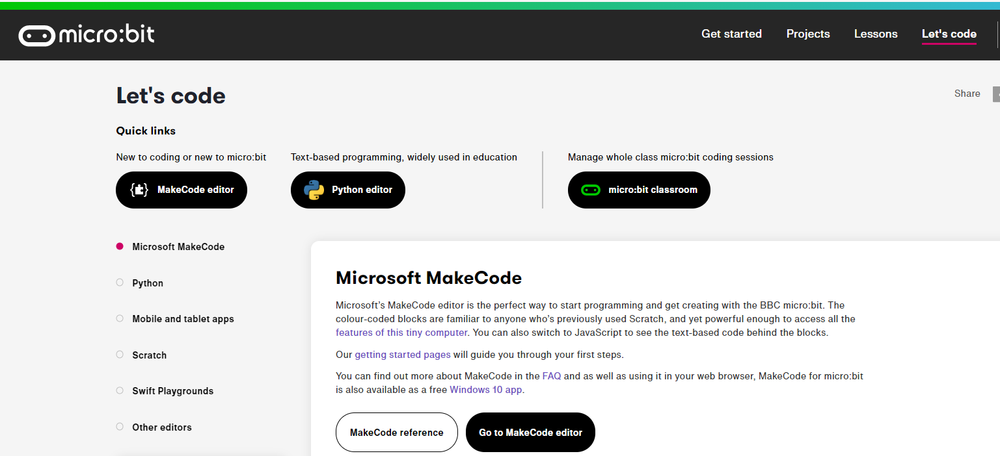 micro:bit
Get started Projects Lessons Let's code
Let's code
Share
Quick links
New to coding or new to micro:bit
MakeCode editor
Text-based programming, widely used in education
Python editor
Manage whole class micro:bit coding sessions
micro:bit classroom
Microsoft MakeCode
Python
Mobile and tablet apps
Scratch
Swift Playgrounds
Other editors
Microsoft MakeCode
Microsoft’s MakeCode editor is the perfect way to start programming and get creating with the BBC micro:bit. The
colour-coded blocks are familiar to anyone who’s previously used Scratch, and yet powerful enough to access all the
features of this tiny computer. You can also switch to JavaScript to see the text-based code behind the blocks.
Our getting started pages will guide you through your first steps.
You can find out more about MakeCode in the FAQ and as well as using it in your web browser, MakeCode for micro:bit
is also available as a free Windows 10 app.
MakeCode reference
Go to MakeCode editor